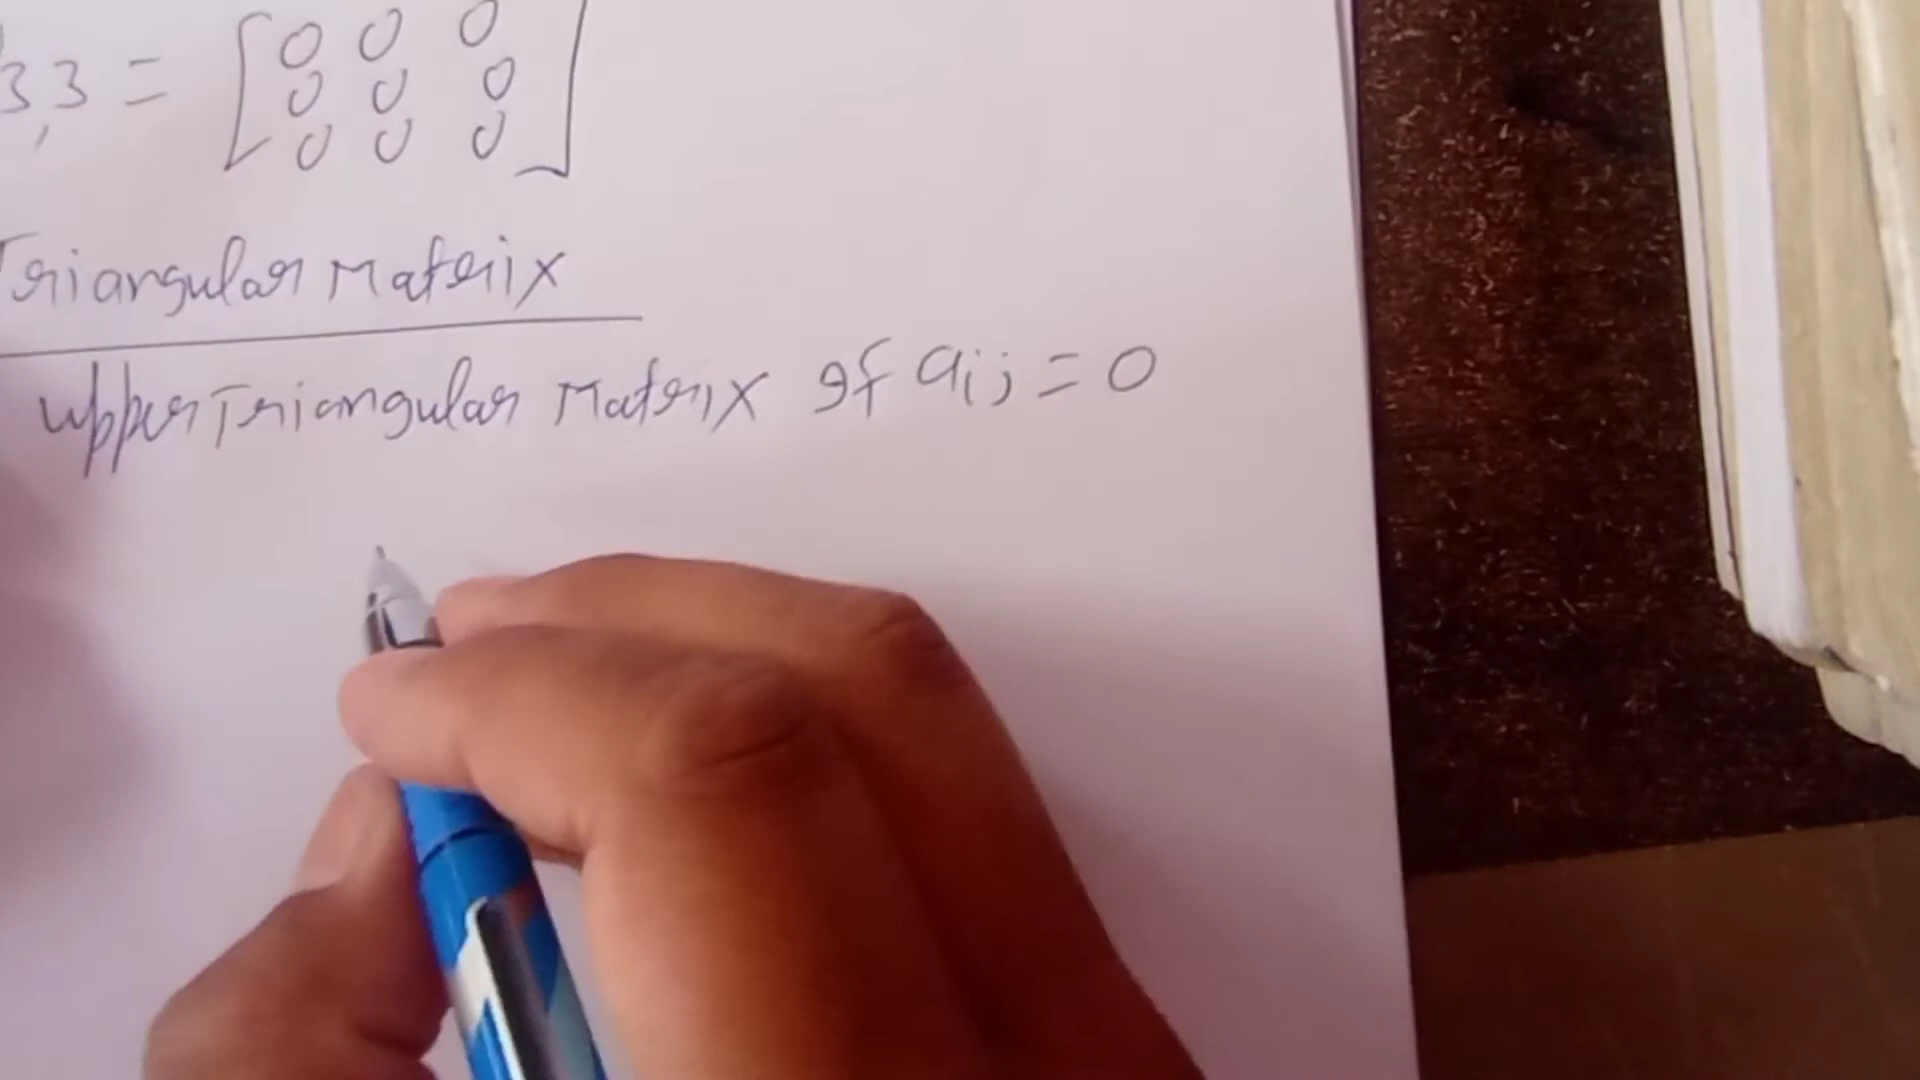 3,3 = [0 0 0
0 0 0
0 0 0]
Triangular Matrix
Upper Triangular Matrix If aij = 0